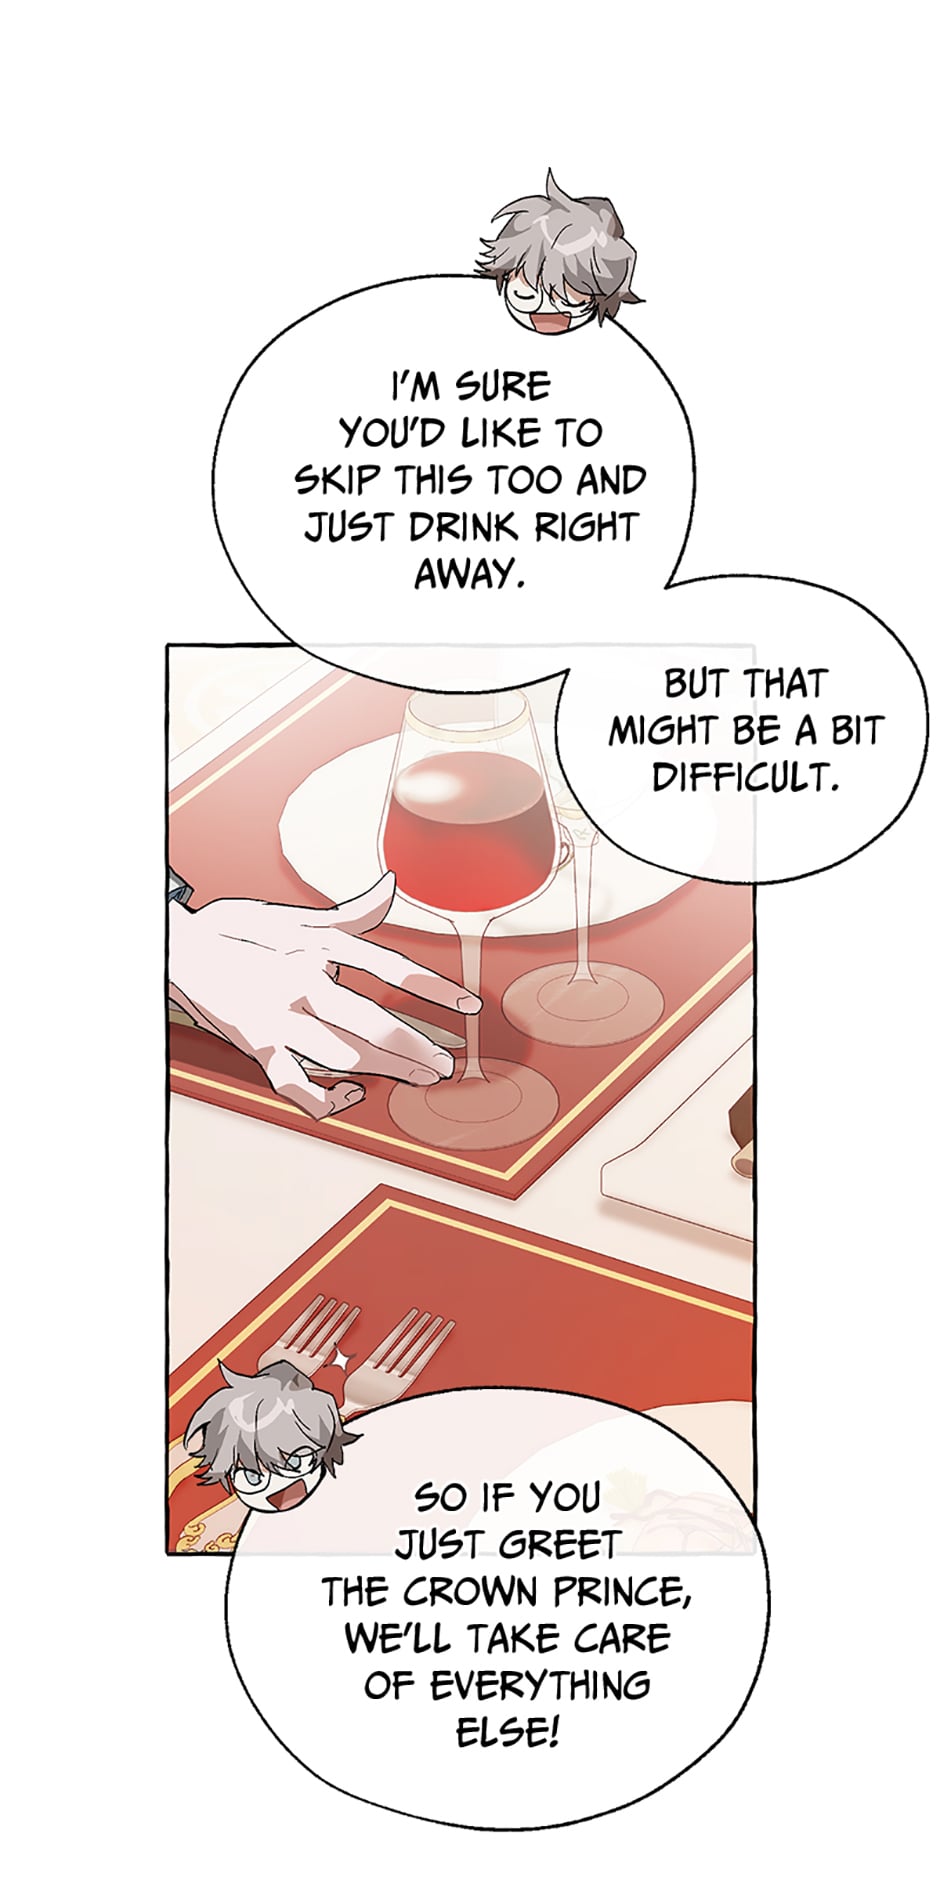 I'M SURE
YOU'D LIKE TO
SKIP THIS TOO AND
JUST DRINK RIGHT
AWAY.
BUT THAT
MIGHT BE A BIT
DIFFICULT.
SO IF YOU
JUST GREET
THE CROWN PRINCE,
WE'LL TAKE CARE
OF EVERYTHING
ELSE!